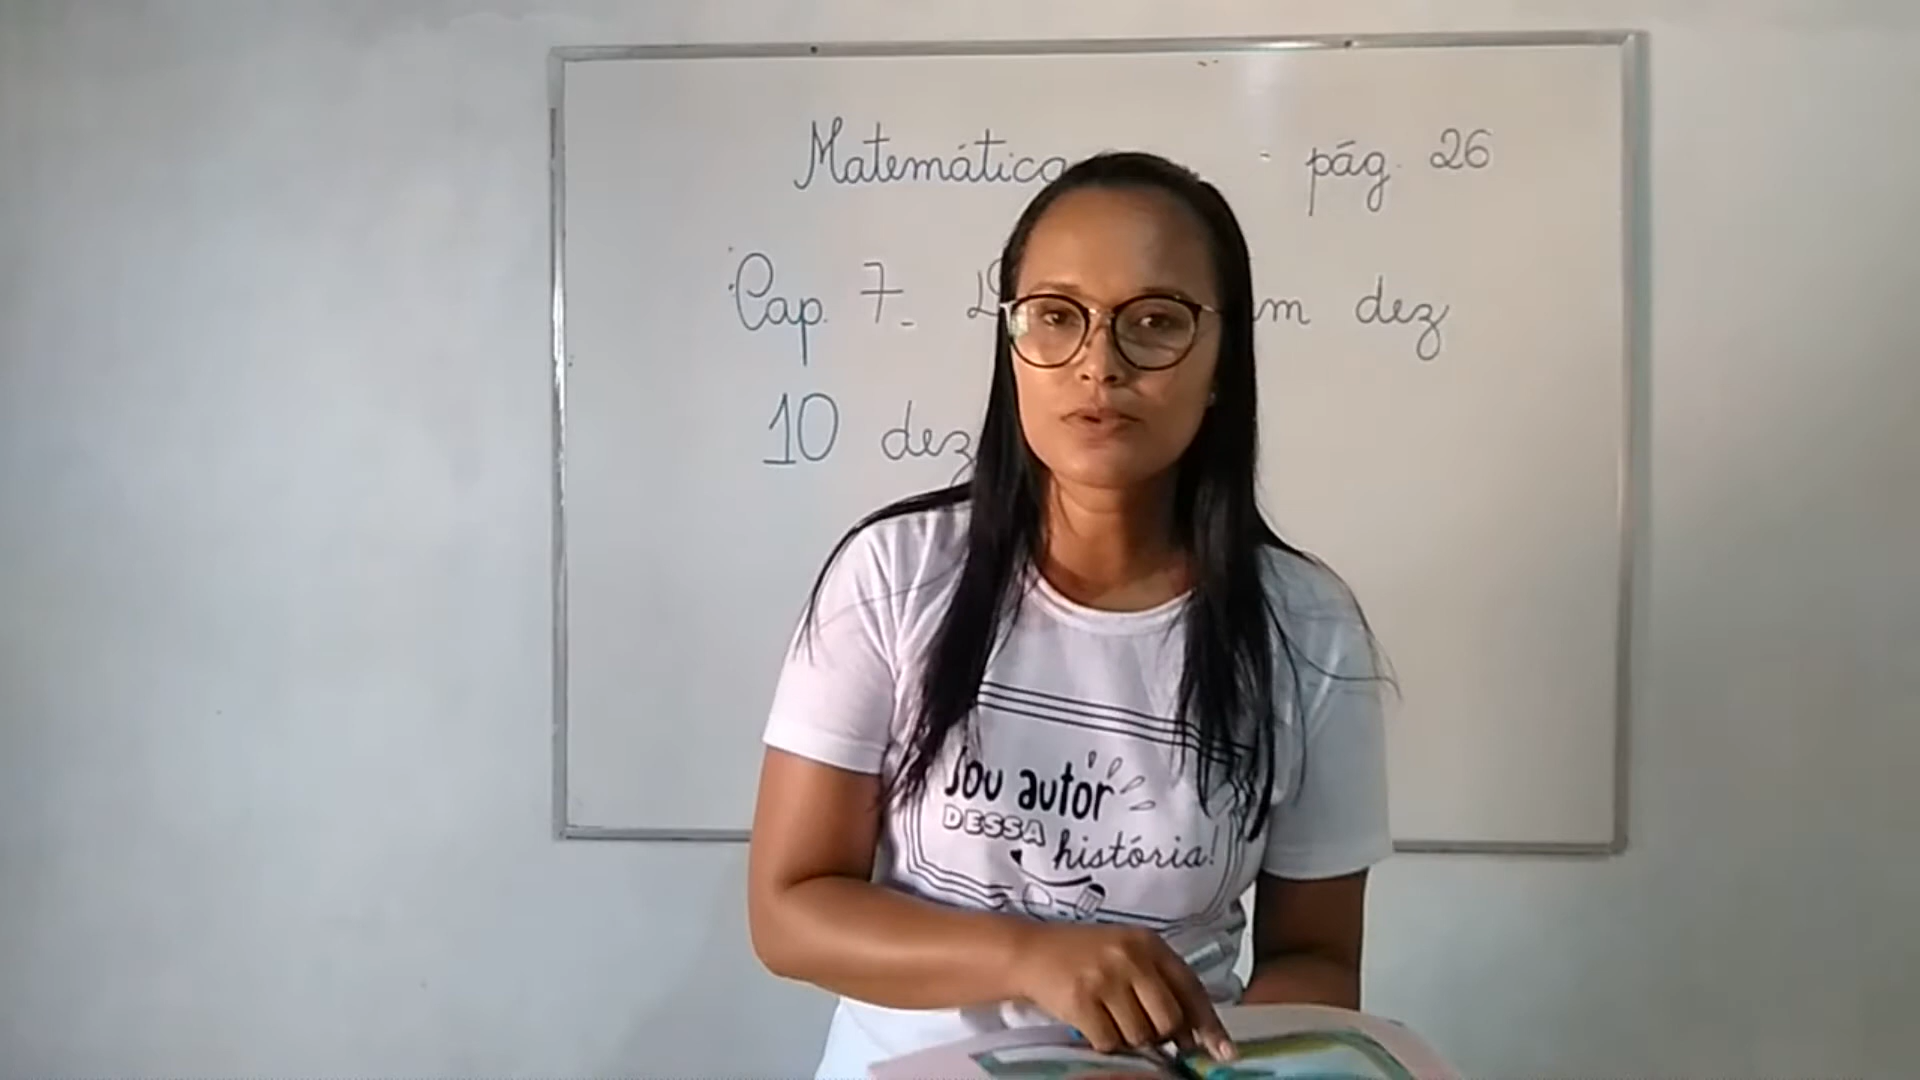 Matemática - pág. 26
Cap. 7- dez
10 dez
Sou autor
DESSA
história!